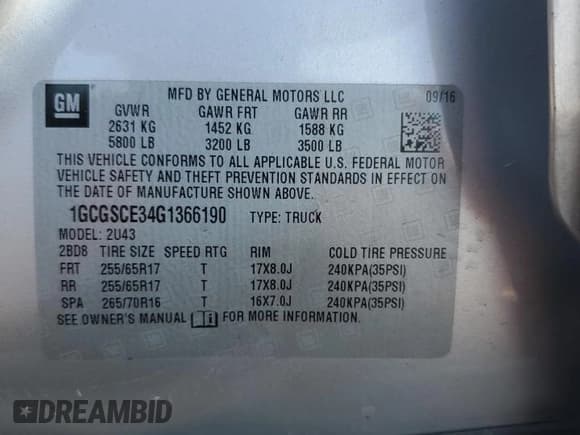 GM
MFD BY GENERAL MOTORS LLC 09/16
GVWR GAWR FRT GAWR RR
2631 KG 1452 KG 1588 KG
5800 LB 3200 LB 3500 LB
THIS VEHICLE CONFORMS TO ALL APPLICABLE U.S. FEDERAL MOTOR
VEHICLE SAFETY AND THEFT PREVENTION STANDARDS IN EFFECT ON
THE DATE OF MANUFACTURE SHOWN ABOVE.
1GCGSCE34G1366190 TYPE: TRUCK
MODEL: 2U43
2BD8 TIRE SIZE SPEED RTG RIM COLD TIRE PRESSURE
FRT 255/65R17 T 17X8.0J 240KPA(35PSI)
RR 255/65R17 T 17X8.0J 240KPA(35PSI)
SPA 265/70R16 T 16X7.0J 240KPA(35PSI)
SEE OWNER'S MANUAL FOR MORE INFORMATION.
DREAMBID